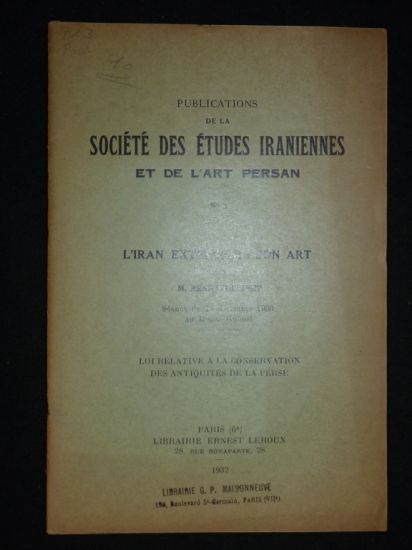 PUBLICATIONS
DE LA
SOCIÉTÉ DES ÉTUDES IRANIENNES
ET DE L'ART PERSAN
L'IRAN SON ART
M.
LOI RELATIVE A LA CONSERVATION
DES ANTIQUITÉS DE LA PERSE
PARIS (6e)
LIBRAIRIE ERNEST LEROUX
28, RUE BONAPARTE, 28
1932
LIBRAIRIE G. P. MAISONNEUVE
198, Boulevard St-Germain, PARIS (VIIe)